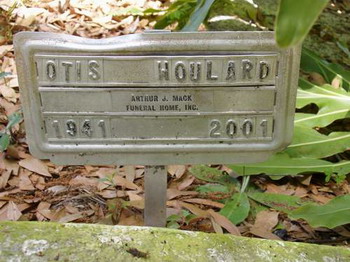 OTIS HOULARD
ARTHUR J. MACK
FUNERAL HOME, INC.
1941 2001